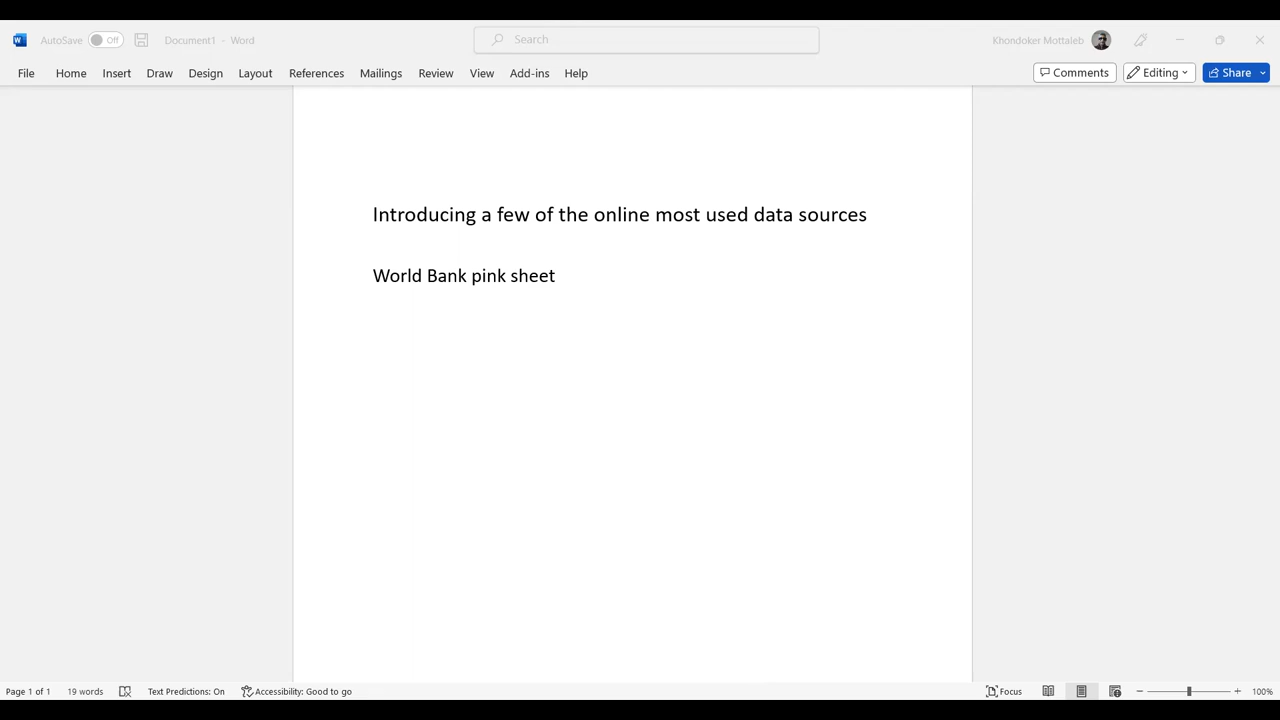 AutoSave Off Document1 - Word Search Khondoker Mottaleb
File Home Insert Draw Design Layout References Mailings Review View Add-ins Help Comments Editing Share
Introducing a few of the online most used data sources
World Bank pink sheet
Page 1 of 1 19 words Text Predictions: On Accessibility: Good to go Focus 100%